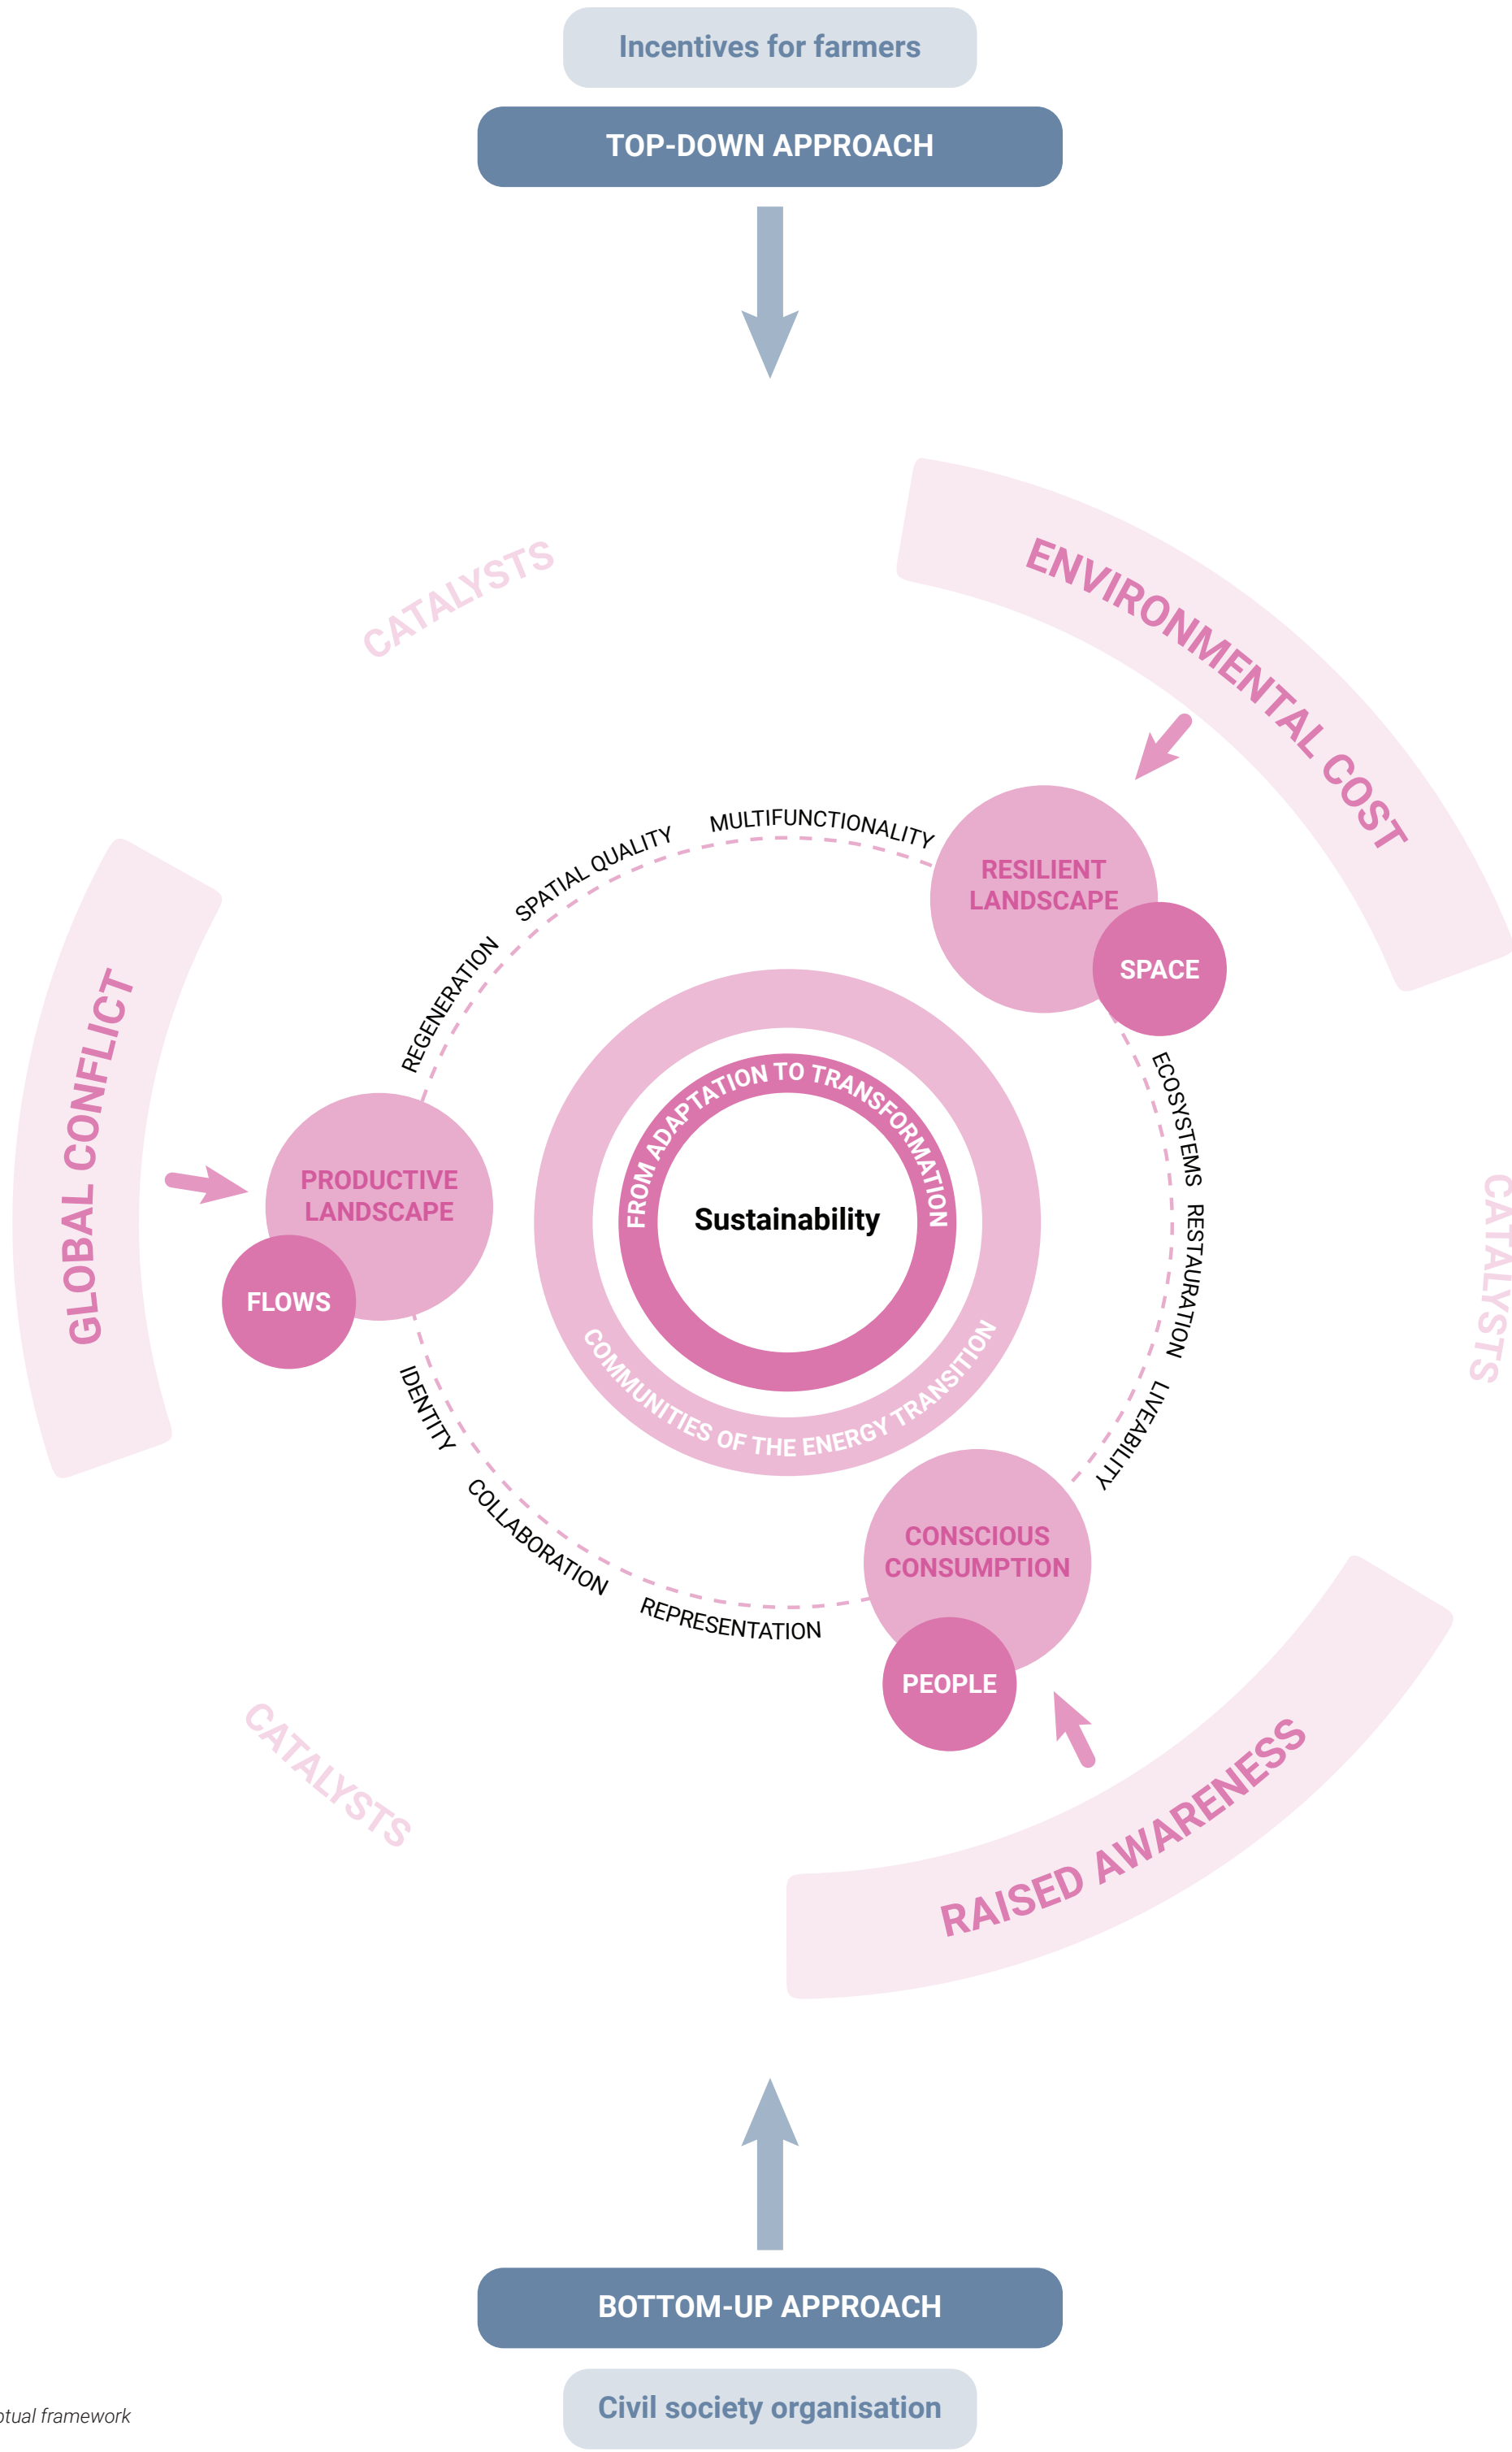 Incentives for farmers
TOP-DOWN APPROACH
CATALYSTS
ENVIRONMENTAL COST
MULTIFUNCTIONALITY
SPATIAL QUALITY
REGENERATION
RESILIENT
LANDSCAPE
SPACE
GLOBAL CONFLICT
PRODUCTIVE
LANDSCAPE
FLOWS
FROM ADAPTATION TO TRANSFORMATION
Sustainability
COMMUNITIES OF THE ENERGY TRANSITION
ECOSYSTEMS
RESTAURATION
LIVEABILITY
CATALYSTS
IDENTITY
COLLABORATION
REPRESENTATION
CONSCIOUS
CONSUMPTION
PEOPLE
CATALYSTS
RAISED AWARENESS
BOTTOM-UP APPROACH
Civil society organisation
framework